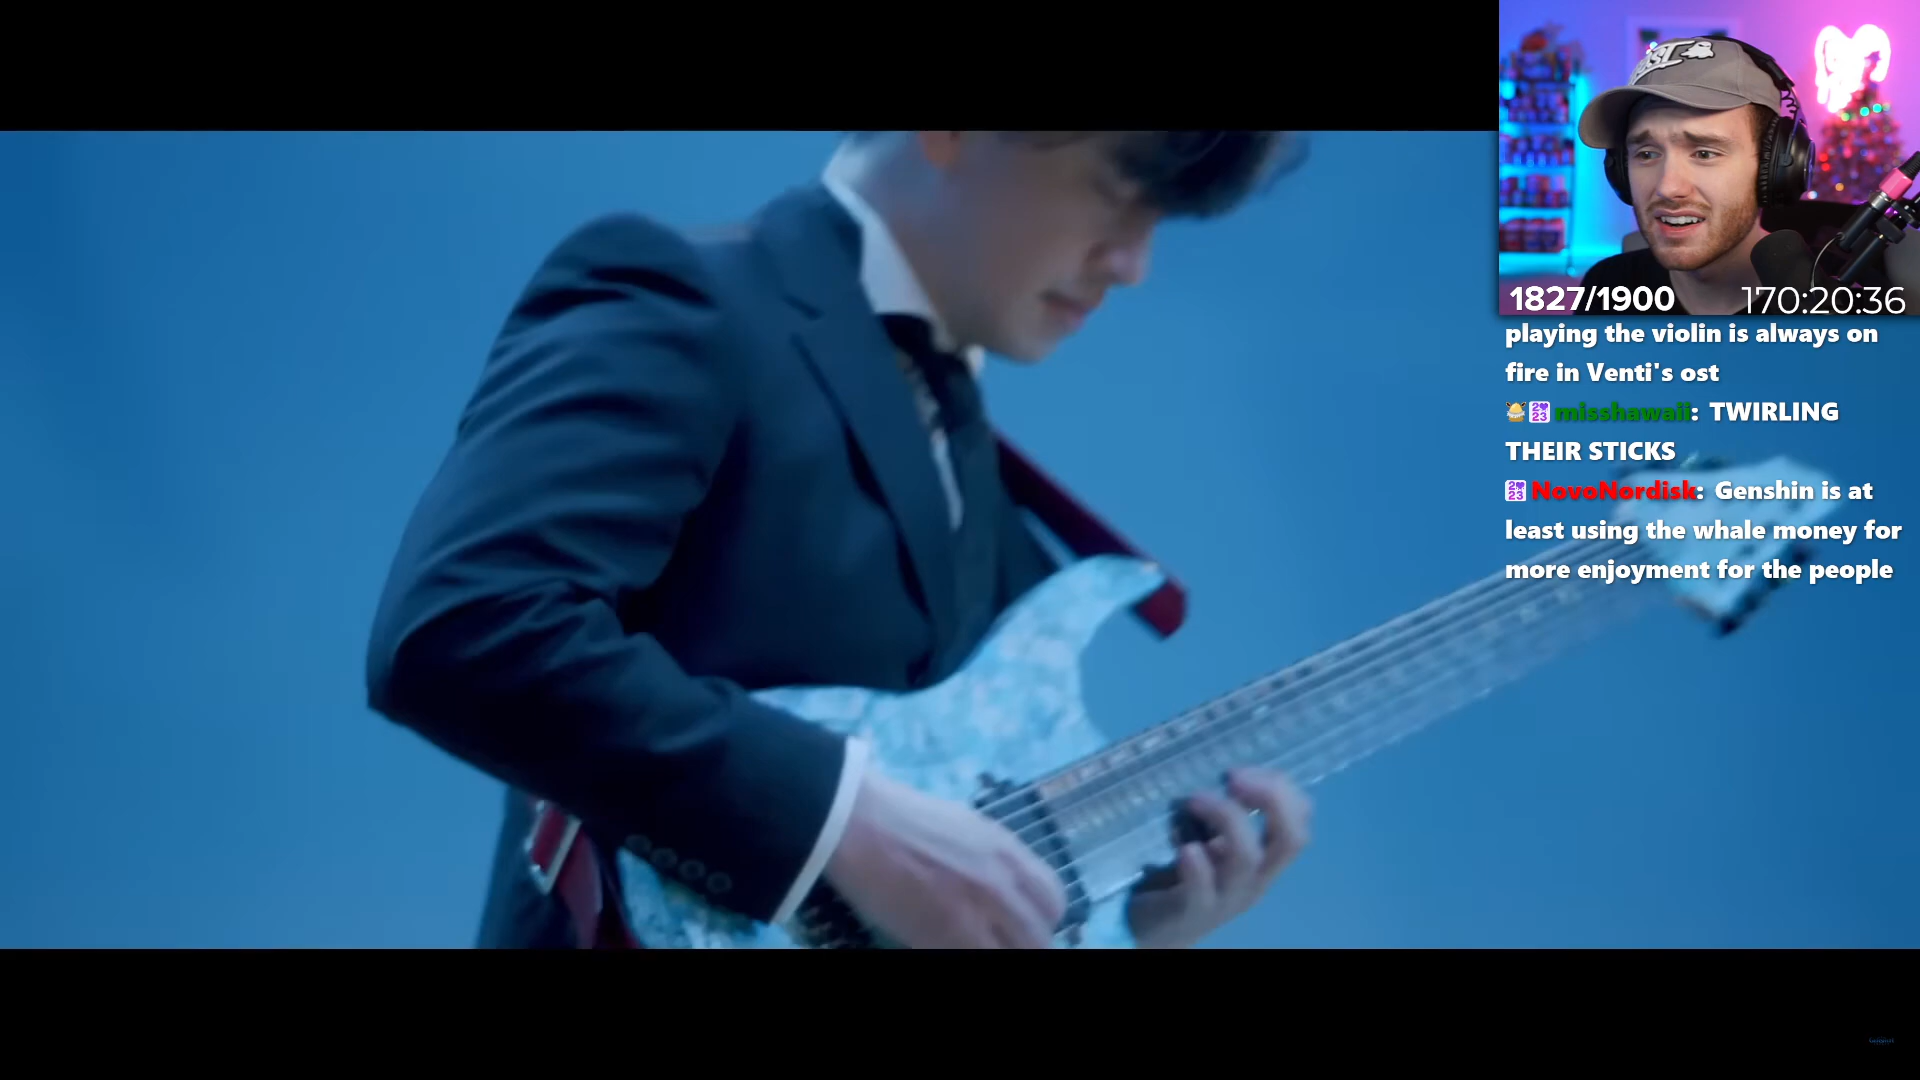 1827/1900 170:20:36
playing the violin is always on
fire in Venti's ost
misshawaii: TWIRLING
THEIR STICKS
NovoNordisk: Genshin is at
least using the whale money for
more enjoyment for the people